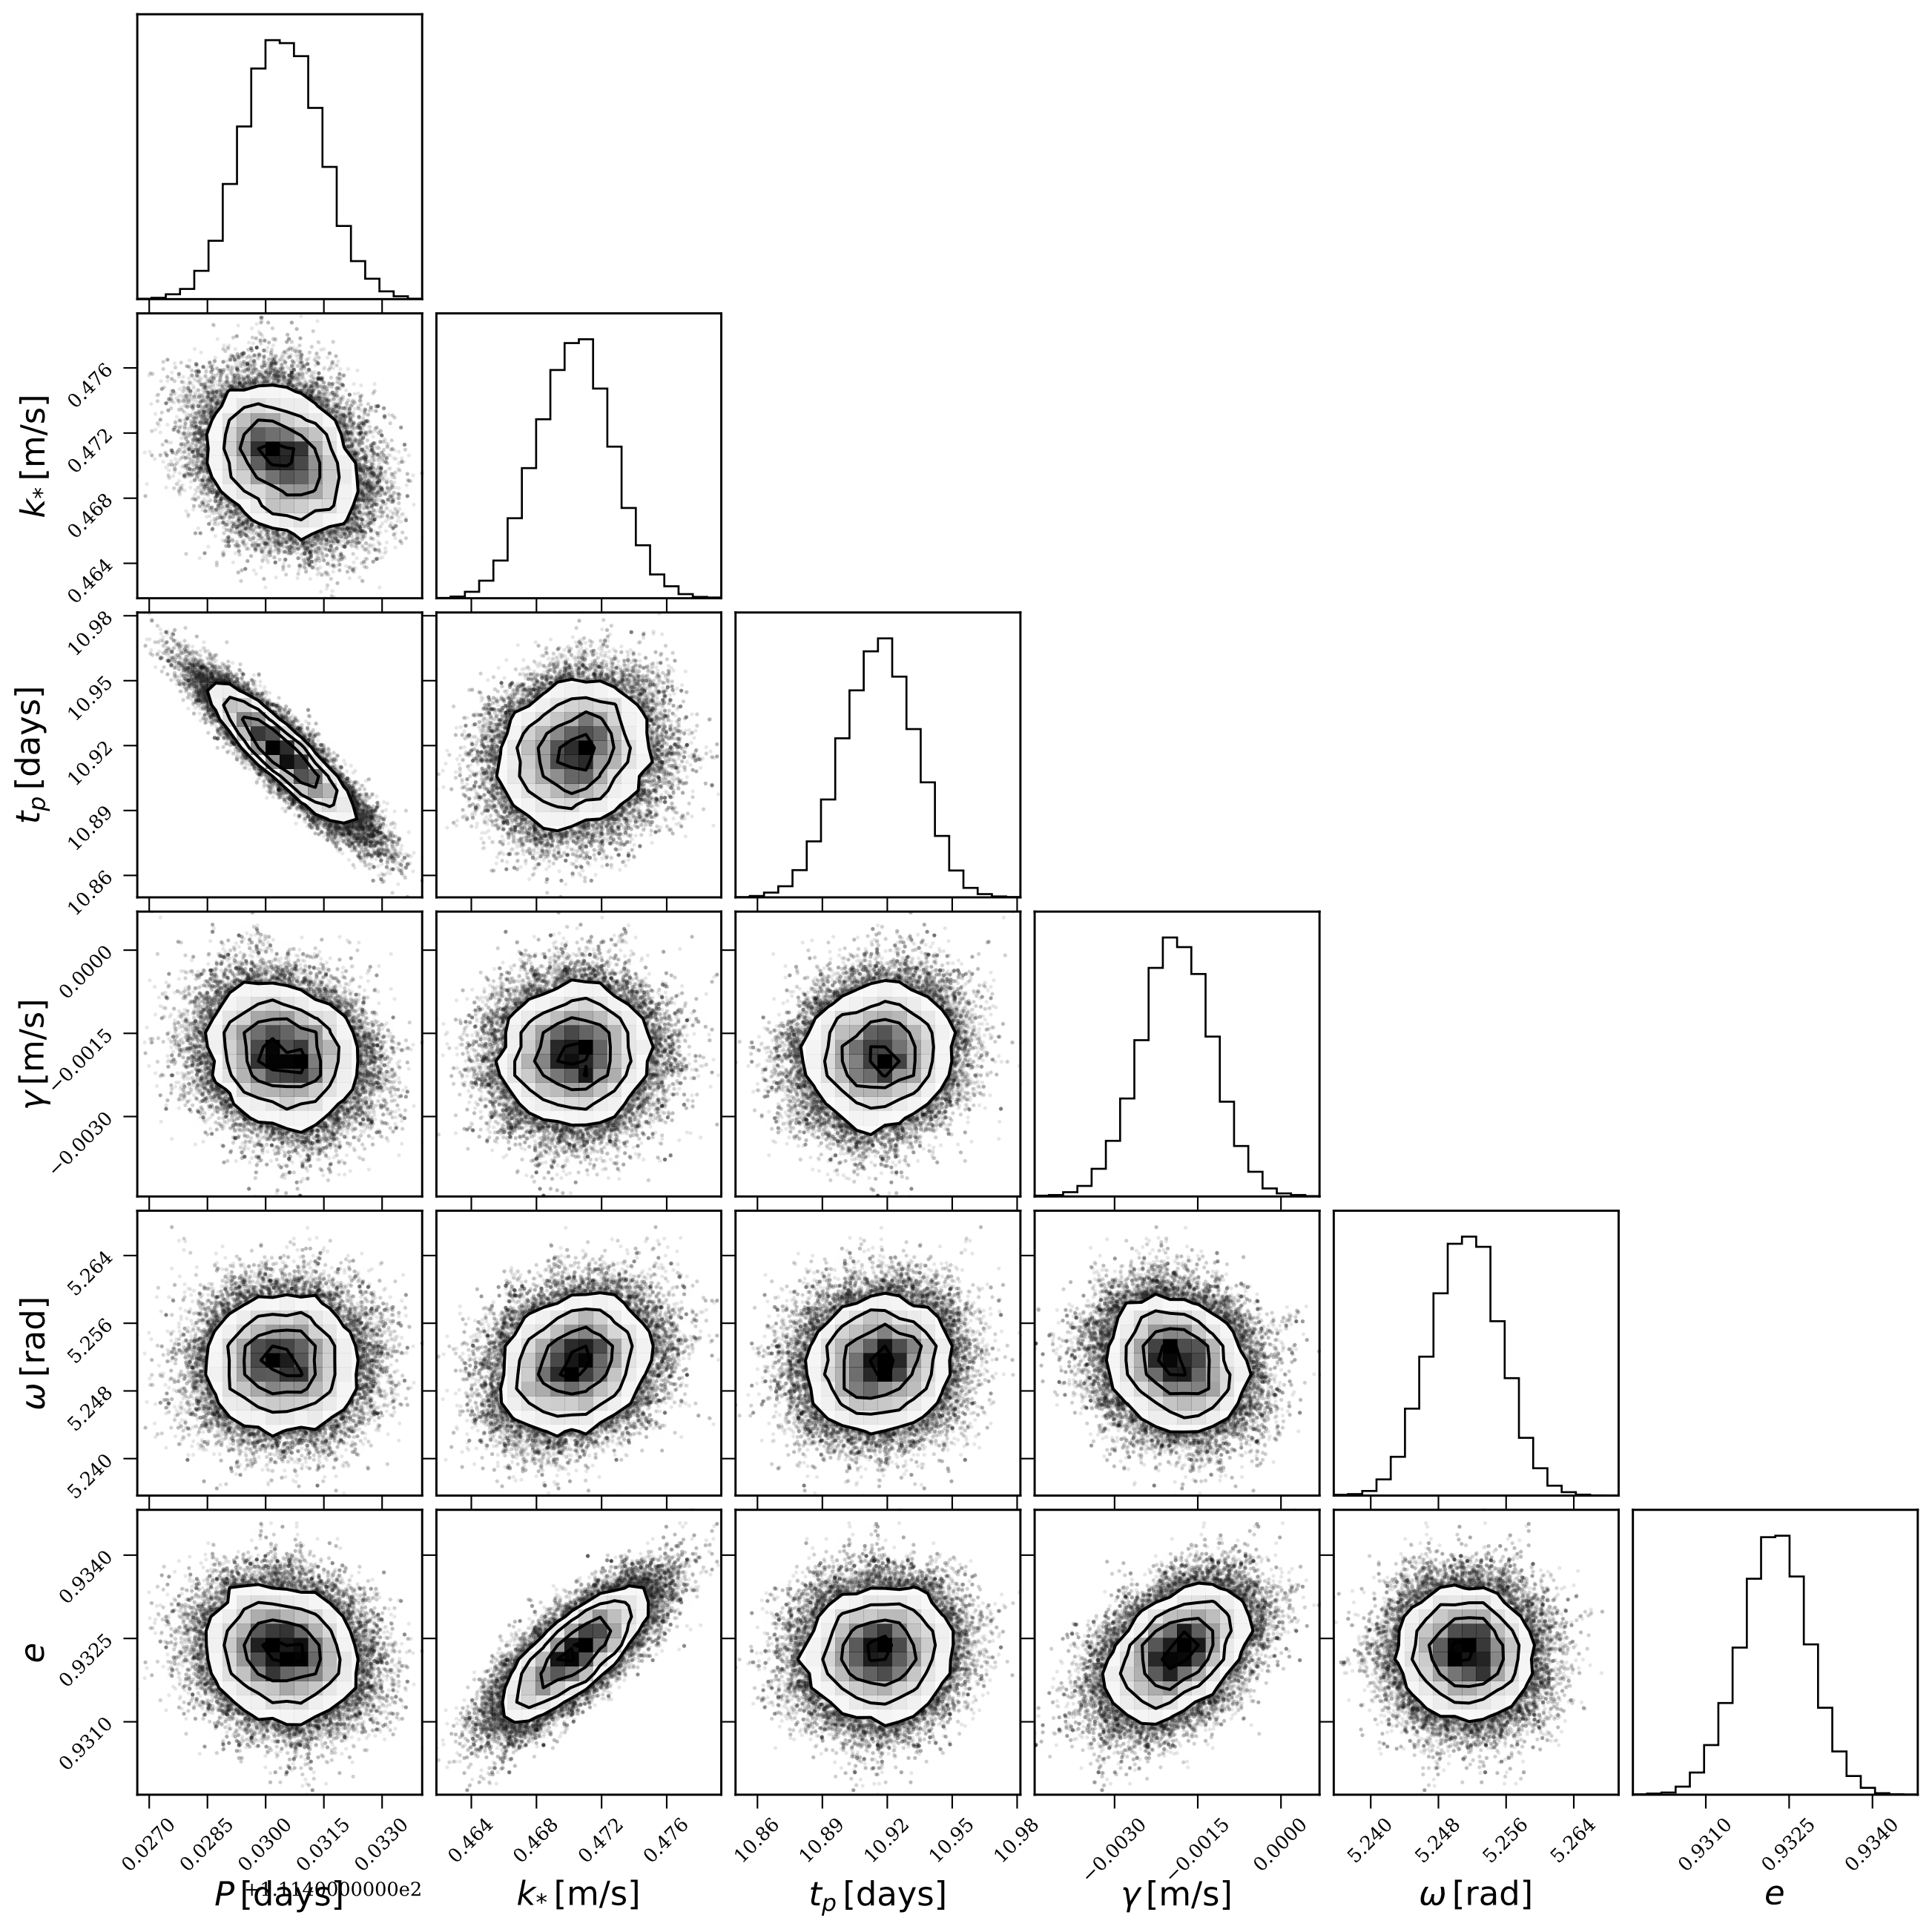 0.476
0.472
0.468
0.464
k* [m/s]
10.98
10.95
10.92
10.89
10.86
t_p [days]
0.0000
−0.0015
−0.0030
γ [m/s]
5.264
5.256
5.248
5.240
ω [rad]
0.9340
0.9325
0.9310
e
0.0270 0.0285 0.0300 0.0315 0.0330
0.464 0.468 0.472 0.476
10.86 10.89 10.92 10.95 10.98
−0.0030 −0.0015 0.0000
5.240 5.248 5.256 5.264
0.9310 0.9325 0.9340
+1.1140000000e2
P [days]
k* [m/s]
t_p [days]
γ [m/s]
ω [rad]
e